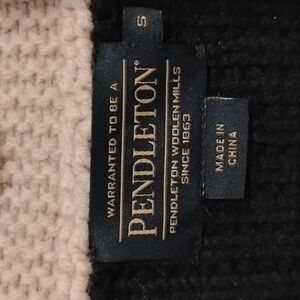 S
WARRANTED TO BE A
PENDLETON®
PENDLETON WOOLEN MILLS
SINCE 1863
MADE IN
CHINA